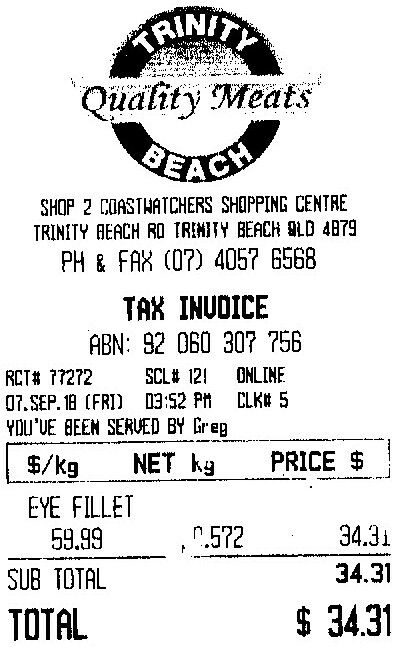 TRINITY
Quality Meats
BEACH
SHOP 2 COASTWATCHERS SHOPPING CENTRE
TRINITY BEACH RD TRINITY BEACH QLD 4879
PH & FAX (07) 4057 6568
TAX INVOICE
ABN: 92 060 307 756
RCT# 77272 SCL# 121 ONLINE
07.SEP.18 (FRI) 03:52 PM CLK# 5
YOU'VE BEEN SERVED BY Greg
$/kg NET kg PRICE $
EYE FILLET
59.99 0.572 34.31
SUB TOTAL 34.31
TOTAL $ 34.31